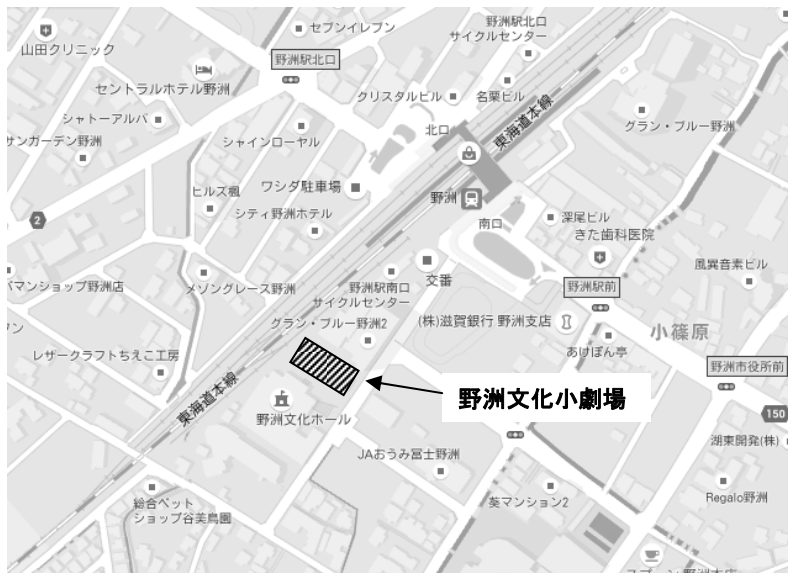 セブンイレブン
野洲駅北口
サイクルセンター
山田クリニック
野洲駅北口
セントラルホテル野洲
クリスタルビル
名栗ビル
シャトーアルバ
サンガーデン野洲
シャインローヤル
北口
東海道本線
グラン・ブルー野洲
ヒルズ楓
ワシダ駐車場
野洲
シティ野洲ホテル
南口
深尾ビル
きた歯科医院
2
風異音素ビル
メゾングレース野洲
野洲駅南口
サイクルセンター
交番
野洲駅前
バマンショップ野洲店
グラン・ブルー野洲2
(株)滋賀銀行 野洲支店
小篠原
レザークラフトちえこ工房
あけぼん亭
野洲市役所前
東海道本線
野洲文化小劇場
野洲文化ホール
150
JAおうみ冨士野洲
湖東開発(株)
総合ペット
ショップ谷美鳥園
葵マンション2
Regalo野洲